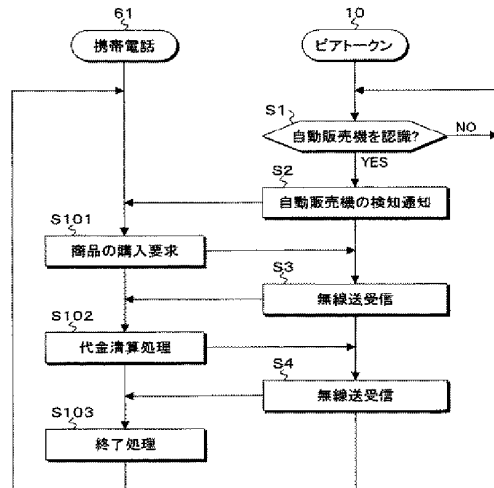 61
10
携帯電話
ピアトークン
S1
自動販売機を認識?
NO
YES
S2
自動販売機の検知通知
S101
商品の購入要求
S3
無線送受信
S102
代金清算処理
S4
無線送受信
S103
終了処理